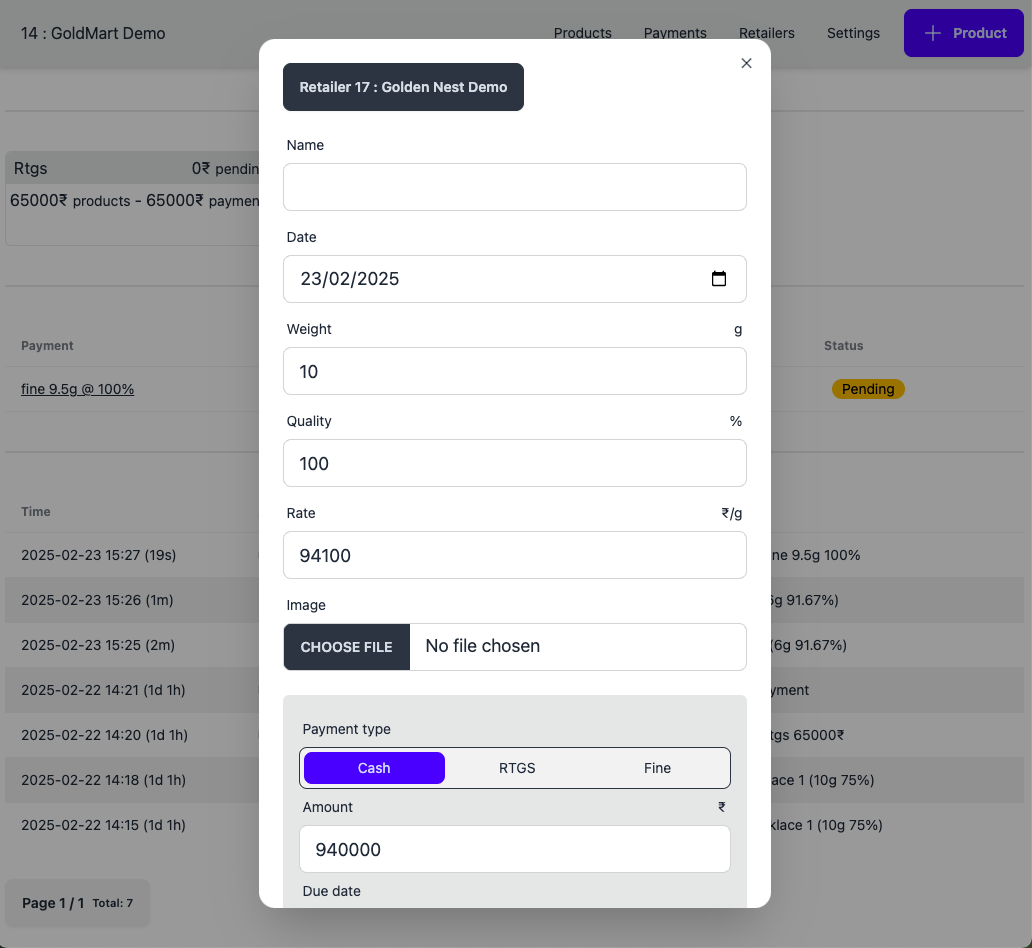 14 : GoldMart Demo
Products Payments Retailers Settings + Product
Retailer 17 : Golden Nest Demo
Name
Rtgs 0₹ pendin
65000₹ products - 65000₹ paymen
Date
23/02/2025
Weight g
10
Payment Status
fine 9.5g @ 100% Pending
Quality %
100
Rate ₹/g
94100
Time
2025-02-23 15:27 (19s) ne 9.5g 100%
2025-02-23 15:26 (1m) 6g 91.67%)
2025-02-23 15:25 (2m) (6g 91.67%)
2025-02-22 14:21 (1d 1h) yment
2025-02-22 14:20 (1d 1h) tgs 65000₹
2025-02-22 14:18 (1d 1h) ace 1 (10g 75%)
2025-02-22 14:15 (1d 1h) klace 1 (10g 75%)
Image
CHOOSE FILE No file chosen
Payment type
Cash RTGS Fine
Amount ₹
940000
Due date
Page 1 / 1 Total: 7